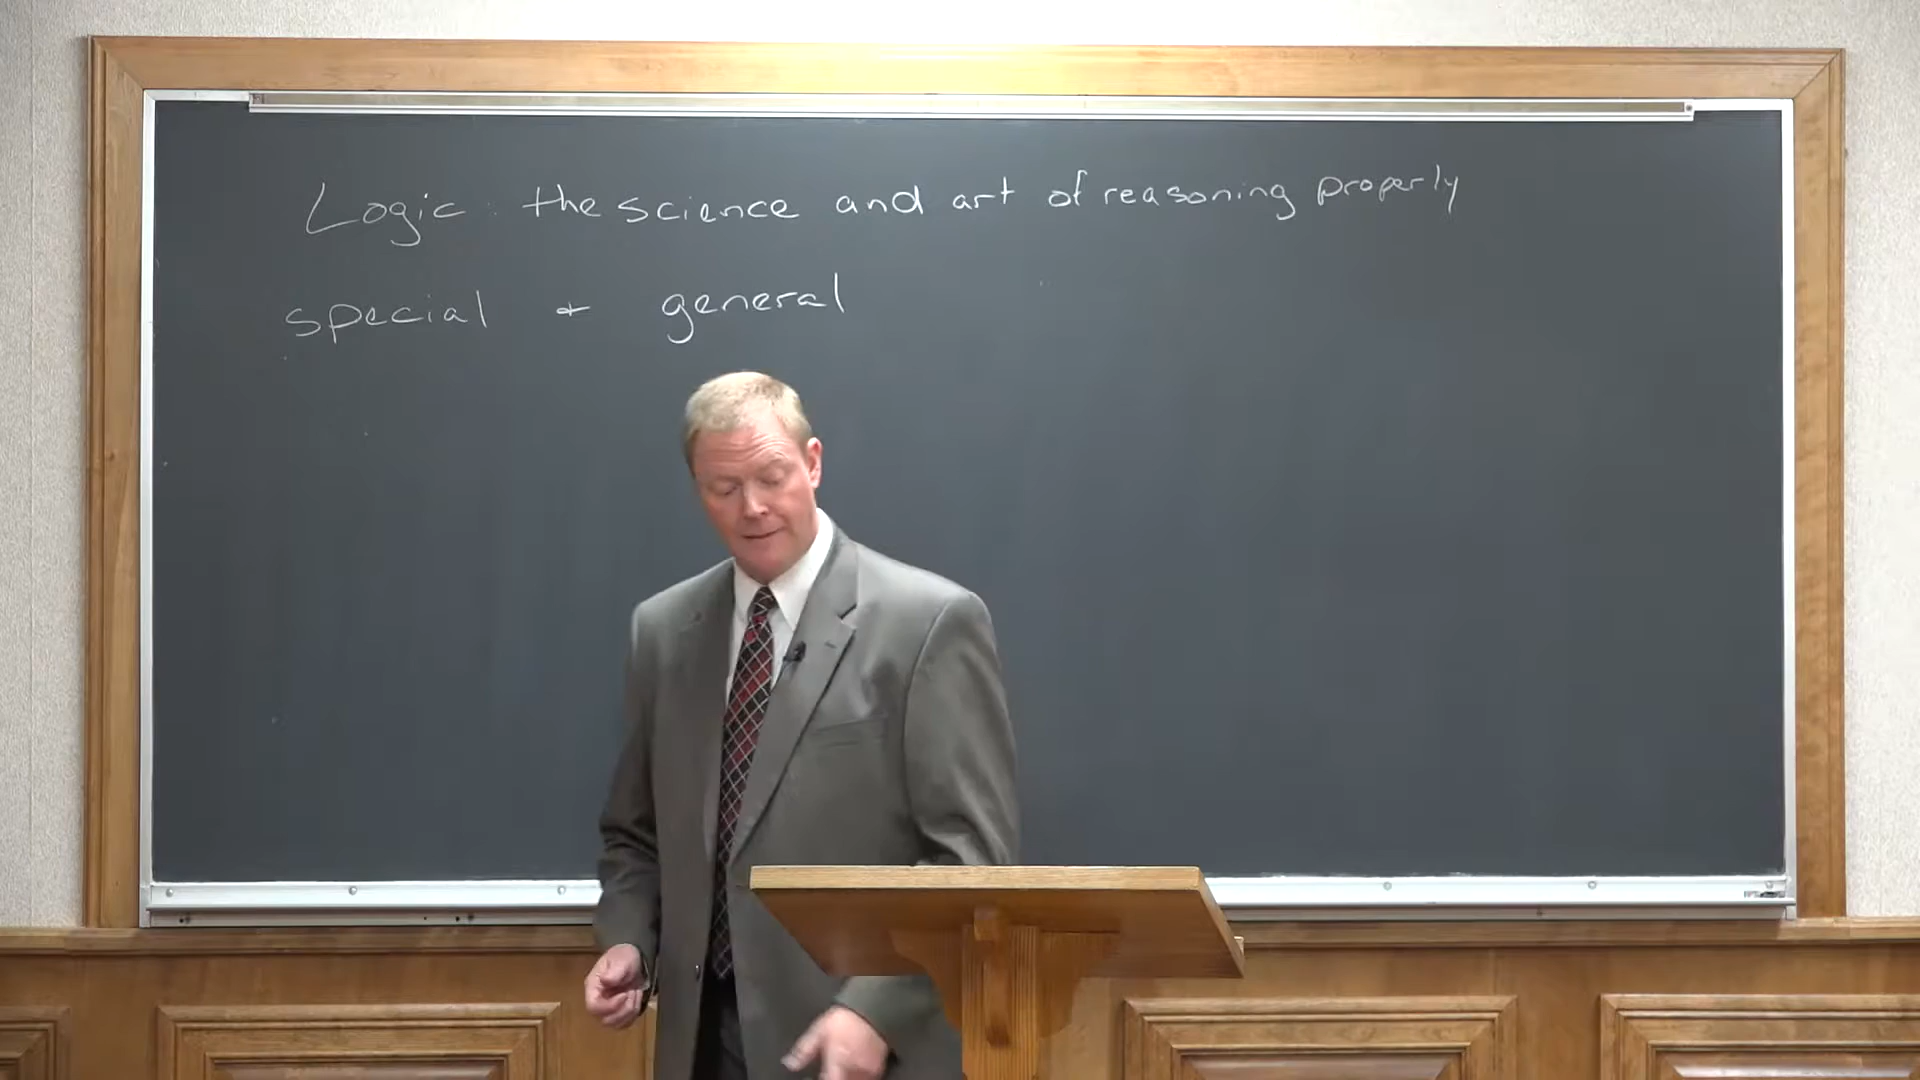 Logic: the science and art of reasoning properly
special + general